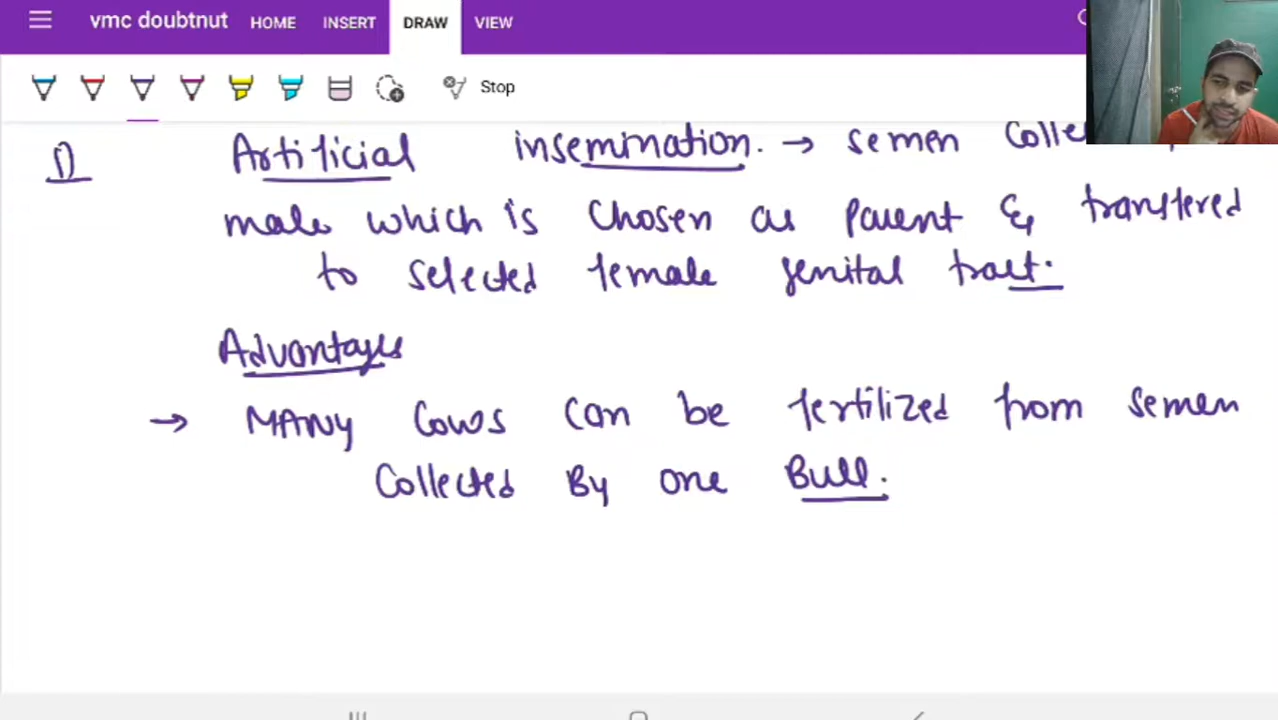 vmc doubtnut HOME INSERT DRAW VIEW
Stop
1) Artificial insemination. → semen Colle
male which is chosen as parent & transfered
to selected female genital tract.
Advantages
→ MANY Cows can be fertilized from semen
Collected By one Bull.